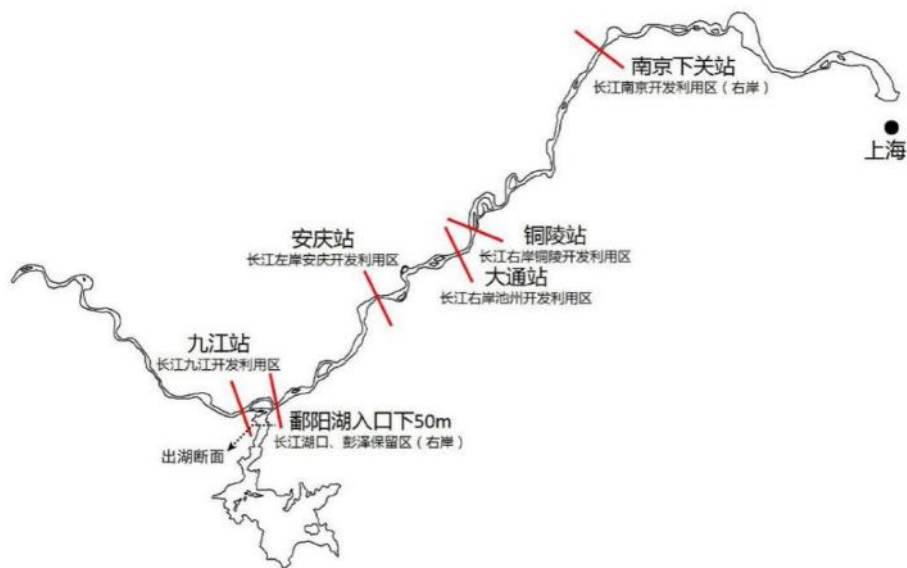 南京下关站
长江南京开发利用区（右岸）
上海
安庆站
长江左岸安庆开发利用区
铜陵站
长江右岸铜陵开发利用区
大通站
长江右岸池州开发利用区
九江站
长江九江开发利用区
鄱阳湖入口下50m
长江湖口、彭泽保留区（右岸）
出湖断面